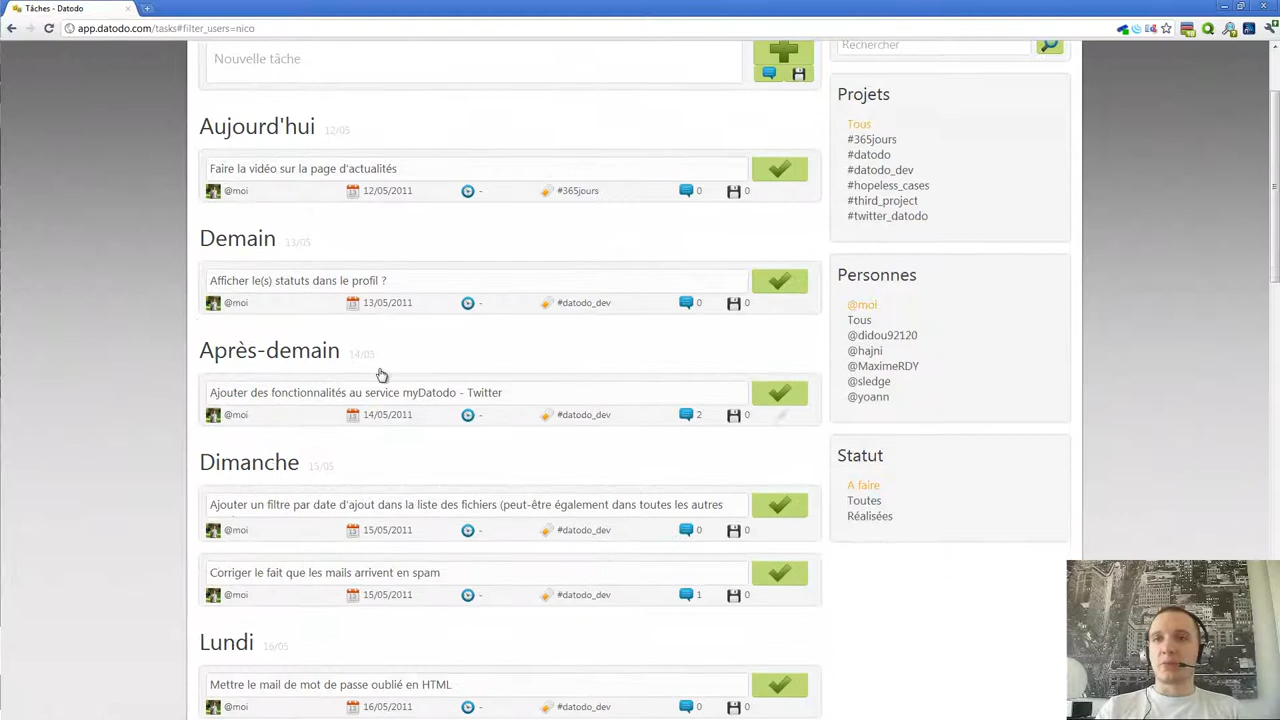 Tâches - Datodo
app.datodo.com/tasks#filter_users=nico
Nouvelle tâche
Rechercher
Aujourd'hui 12/05
Faire la vidéo sur la page d'actualités
@moi 12/05/2011 - #365jours 0 0
Demain 13/05
Afficher le(s) statuts dans le profil ?
@moi 13/05/2011 - #datodo_dev 0 0
Après-demain 14/05
Ajouter des fonctionnalités au service myDatodo - Twitter
@moi 14/05/2011 - #datodo_dev 2 0
Dimanche 15/05
Ajouter un filtre par date d'ajout dans la liste des fichiers (peut-être également dans toutes les autres
@moi 15/05/2011 - #datodo_dev 0 0
Corriger le fait que les mails arrivent en spam
@moi 15/05/2011 - #datodo_dev 1 0
Lundi 16/05
Mettre le mail de mot de passe oublié en HTML
@moi 16/05/2011 - #datodo_dev 0 0
Projets
Tous
#365jours
#datodo
#datodo_dev
#hopeless_cases
#third_project
#twitter_datodo
Personnes
@moi
Tous
@didou92120
@hajni
@MaximeRDY
@sledge
@yoann
Statut
A faire
Toutes
Réalisées